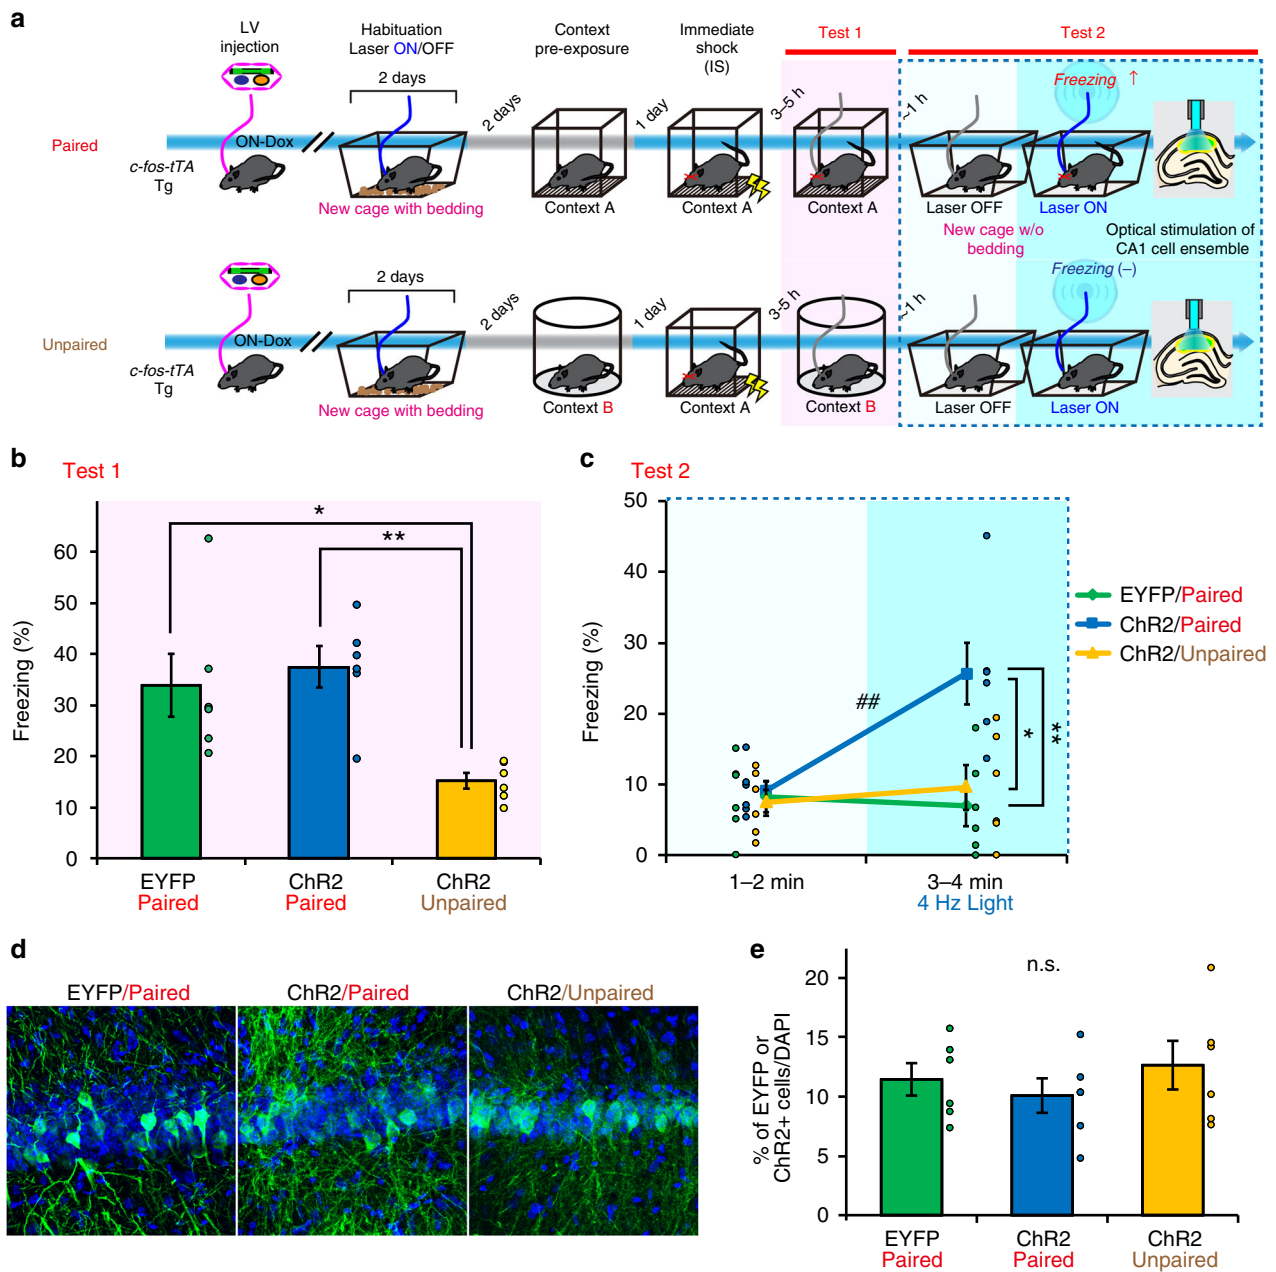 a
LV
injection
Habituation
Laser ON/OFF
Context
pre-exposure
Immediate
shock
(IS)
Test 1
Test 2
2 days
2 days
1 day
3–5 h
~1 h
Freezing ↑
Paired
ON-Dox
c-fos-tTA
Tg
New cage with bedding
Context A
Context A
Context A
Laser OFF
Laser ON
New cage w/o
bedding
Optical stimulation of
CA1 cell ensemble
2 days
2 days
1 day
3–5 h
~1 h
Freezing (–)
Unpaired
ON-Dox
c-fos-tTA
Tg
New cage with bedding
Context B
Context A
Context B
Laser OFF
Laser ON
b
Test 1
Freezing (%)
60
50
40
30
20
10
0
*
**
EYFP
Paired
ChR2
Paired
ChR2
Unpaired
c
Test 2
Freezing (%)
50
40
30
20
10
0
##
*
**
1–2 min
3–4 min
4 Hz Light
EYFP/Paired
ChR2/Paired
ChR2/Unpaired
d
EYFP/Paired
ChR2/Paired
ChR2/Unpaired
e
% of EYFP or
ChR2+ cells/DAPI
20
15
10
5
0
n.s.
EYFP
Paired
ChR2
Paired
ChR2
Unpaired